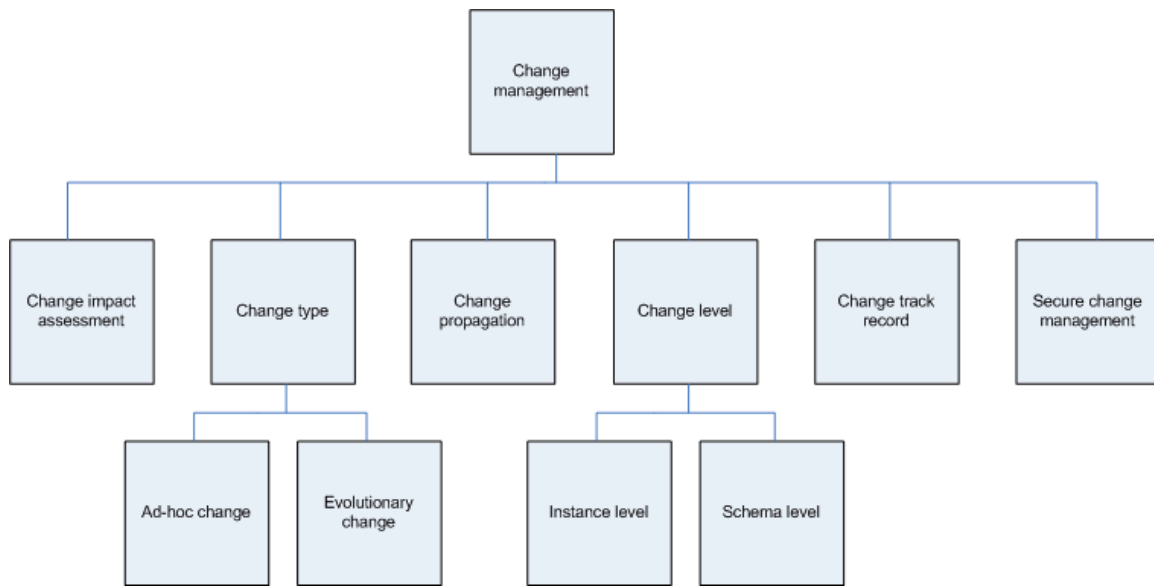 Change
management
Change impact
assessment
Change type
Change
propagation
Change level
Change track
record
Secure change
management
Ad-hoc change
Evolutionary
change
Instance level
Schema level